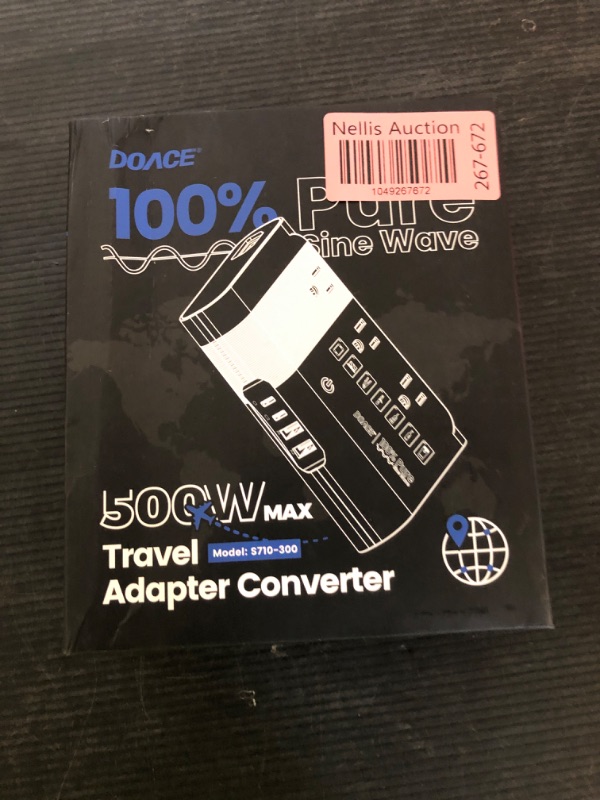 Nellis Auction
1049267672
267-672
DOACE®
100% Pure
Sine Wave
500W MAX
Travel
Model: S710-300
Adapter Converter